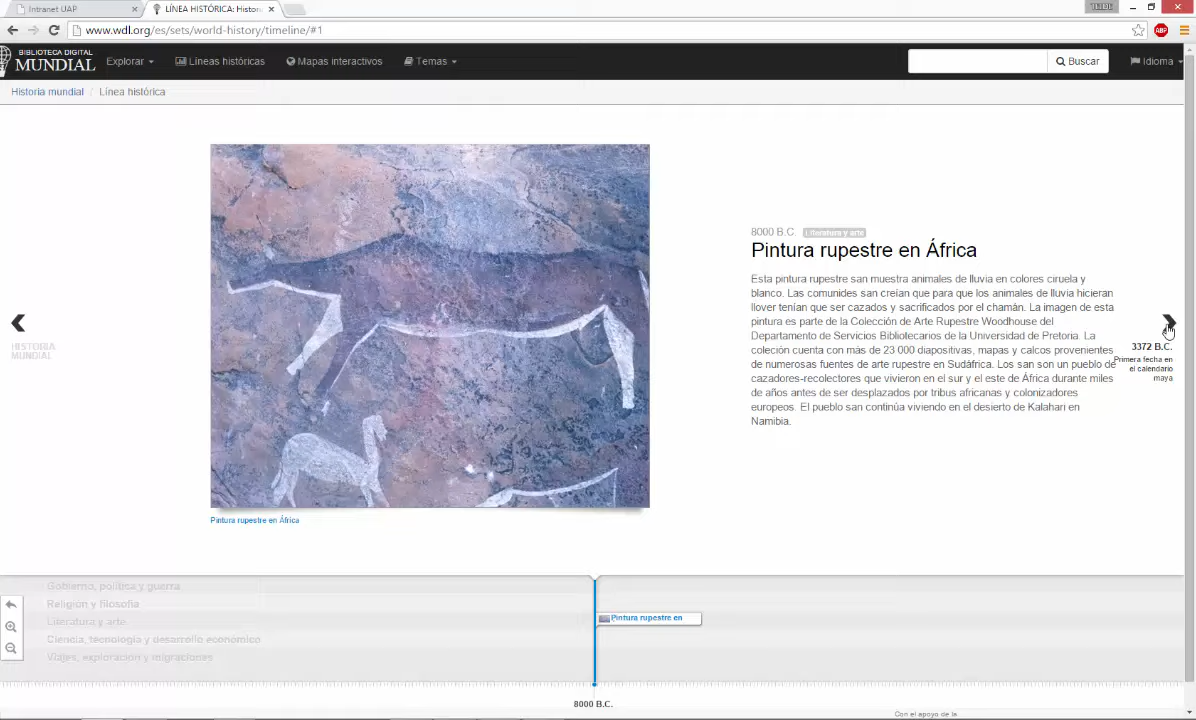 Intranet UAP
LÍNEA HISTÓRICA: Histori
www.wdl.org/es/sets/world-history/timeline/#1
ABP
BIBLIOTECA DIGITAL
MUNDIAL
Explorar
Líneas históricas
Mapas interactivos
Temas
Buscar
Idioma
Historia mundial / Línea histórica
8000 B.C. Literatura y arte
Pintura rupestre en África
Esta pintura rupestre san muestra animales de lluvia en colores ciruela y
blanco. Las comunides san creían que para que los animales de lluvia hicieran
llover tenían que ser cazados y sacrificados por el chamán. La imagen de esta
pintura es parte de la Colección de Arte Rupestre Woodhouse del
Departamento de Servicios Bibliotecarios de la Universidad de Pretoria. La
coleción cuenta con más de 23 000 diapositivas, mapas y calcos provenientes
de numerosas fuentes de arte rupestre en Sudáfrica. Los san son un pueblo de
cazadores-recolectores que vivieron en el sur y el este de África durante miles
de años antes de ser desplazados por tribus africanas y colonizadores
europeos. El pueblo san continúa viviendo en el desierto de Kalahari en
Namibia.
HISTORIA
MUNDIAL
3372 B.C.
Primera fecha en
el calendario
maya
Pintura rupestre en África
Gobierno, política y guerra
Religión y filosofía
Literatura y arte
Ciencia, tecnología y desarrollo económico
Viajes, exploración y migraciones
Pintura rupestre en
8000 B.C.
Con el apoyo de la